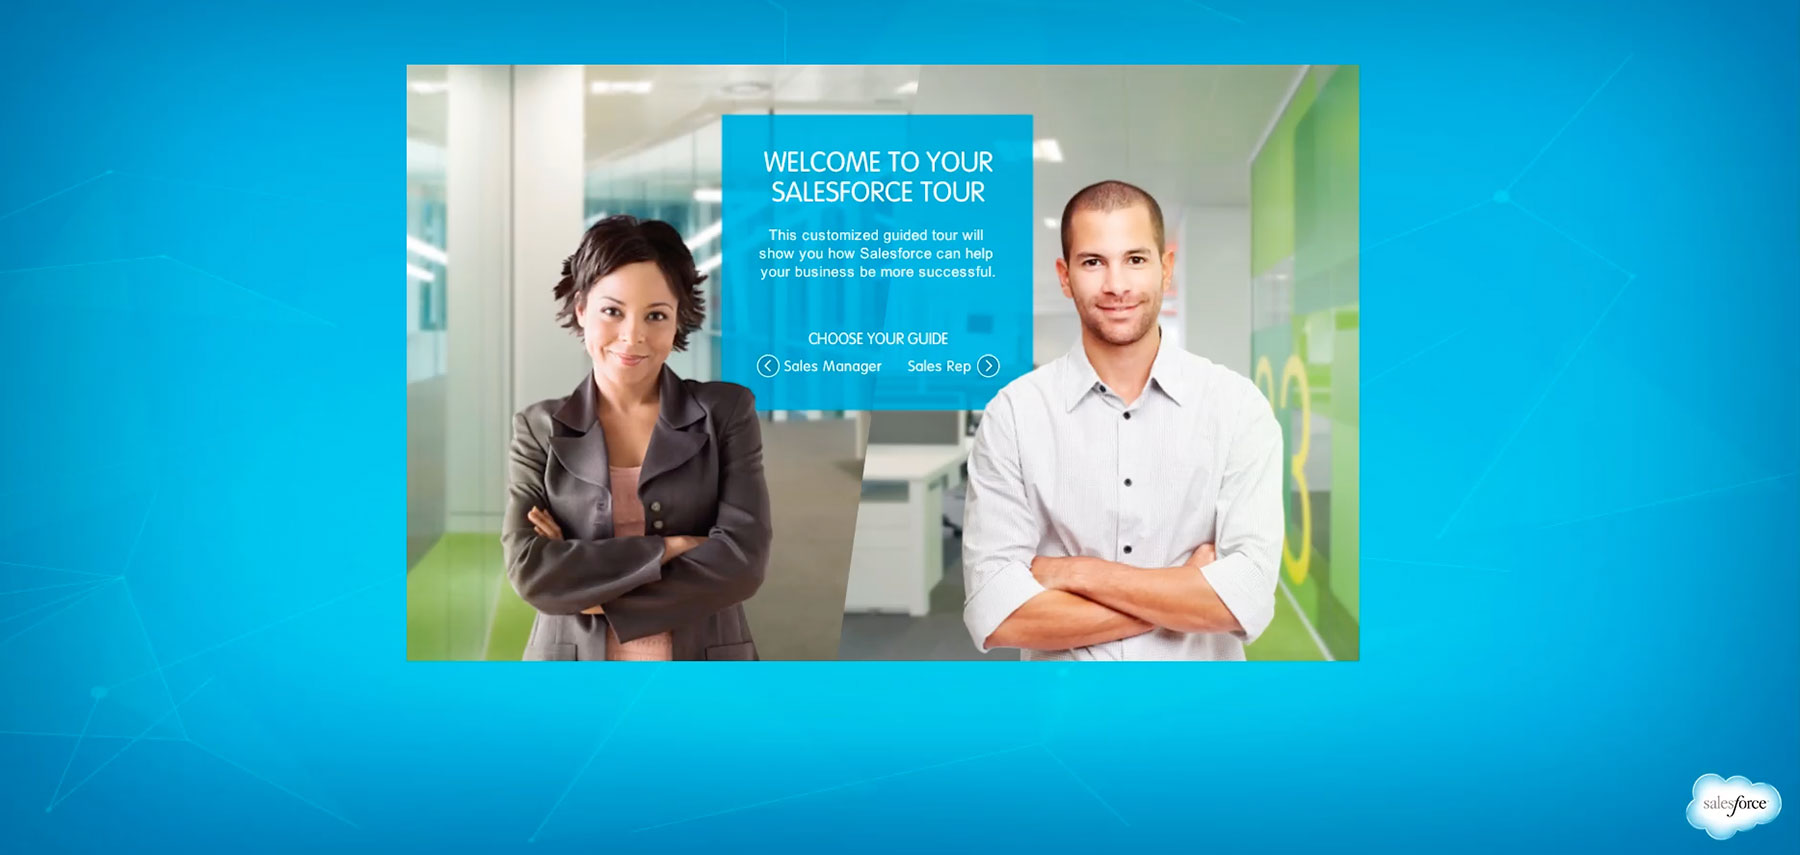 WELCOME TO YOUR
SALESFORCE TOUR
This customized guided tour will
show you how Salesforce can help
your business be more successful.
CHOOSE YOUR GUIDE
Sales Manager Sales Rep
salesforce